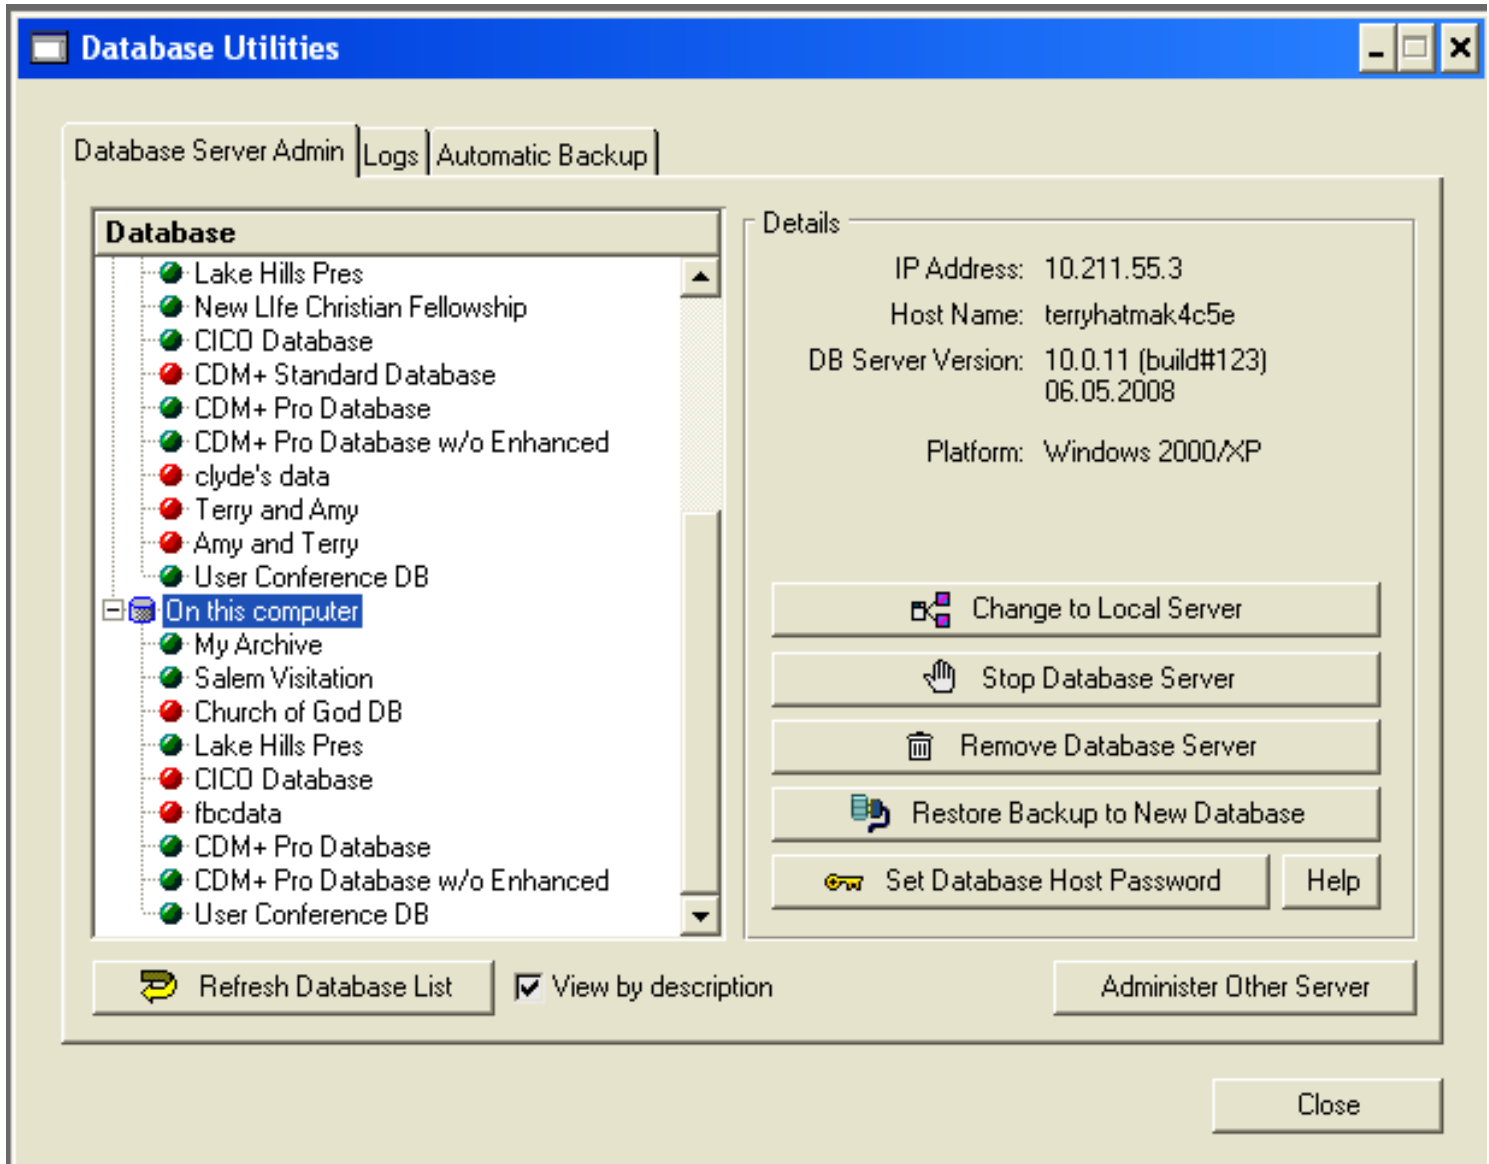 Database Utilities
Database Server Admin
Logs
Automatic Backup
Database
Lake Hills Pres
New LIfe Christian Fellowship
CICO Database
CDM+ Standard Database
CDM+ Pro Database
CDM+ Pro Database w/o Enhanced
clyde's data
Terry and Amy
Amy and Terry
User Conference DB
On this computer
My Archive
Salem Visitation
Church of God DB
Lake Hills Pres
CICO Database
fbcdata
CDM+ Pro Database
CDM+ Pro Database w/o Enhanced
User Conference DB
Details
IP Address: 10.211.55.3
Host Name: terryhatmak4c5e
DB Server Version: 10.0.11 (build#123)
06.05.2008
Platform: Windows 2000/XP
Change to Local Server
Stop Database Server
Remove Database Server
Restore Backup to New Database
Set Database Host Password
Help
Refresh Database List
View by description
Administer Other Server
Close